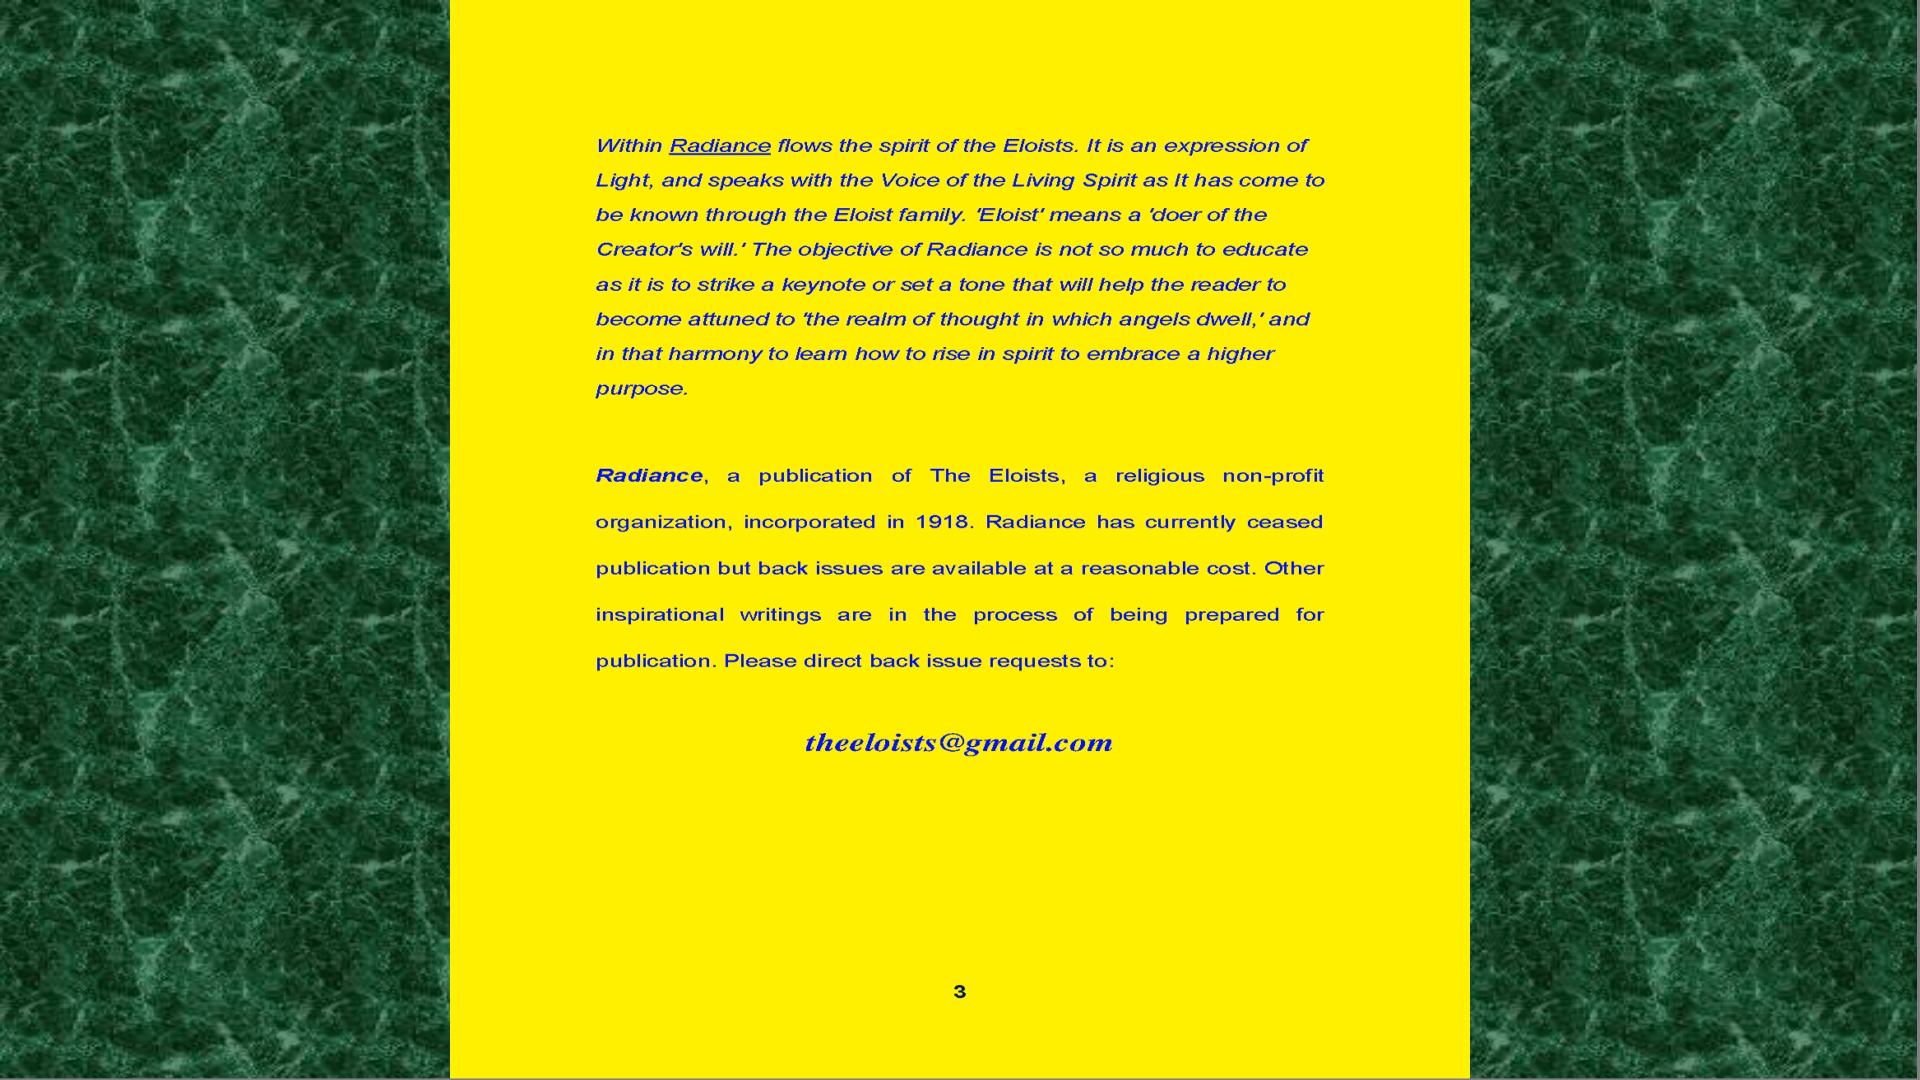 Within Radiance flows the spirit of the Eloists. It is an expression of
Light, and speaks with the Voice of the Living Spirit as It has come to
be known through the Eloist family. 'Eloist' means a 'doer of the
Creator's will.' The objective of Radiance is not so much to educate
as it is to strike a keynote or set a tone that will help the reader to
become attuned to 'the realm of thought in which angels dwell,' and
in that harmony to learn how to rise in spirit to embrace a higher
purpose.
Radiance, a publication of The Eloists, a religious non-profit
organization, incorporated in 1918. Radiance has currently ceased
publication but back issues are available at a reasonable cost. Other
inspirational writings are in the process of being prepared for
publication. Please direct back issue requests to:
theeloists@gmail.com
3